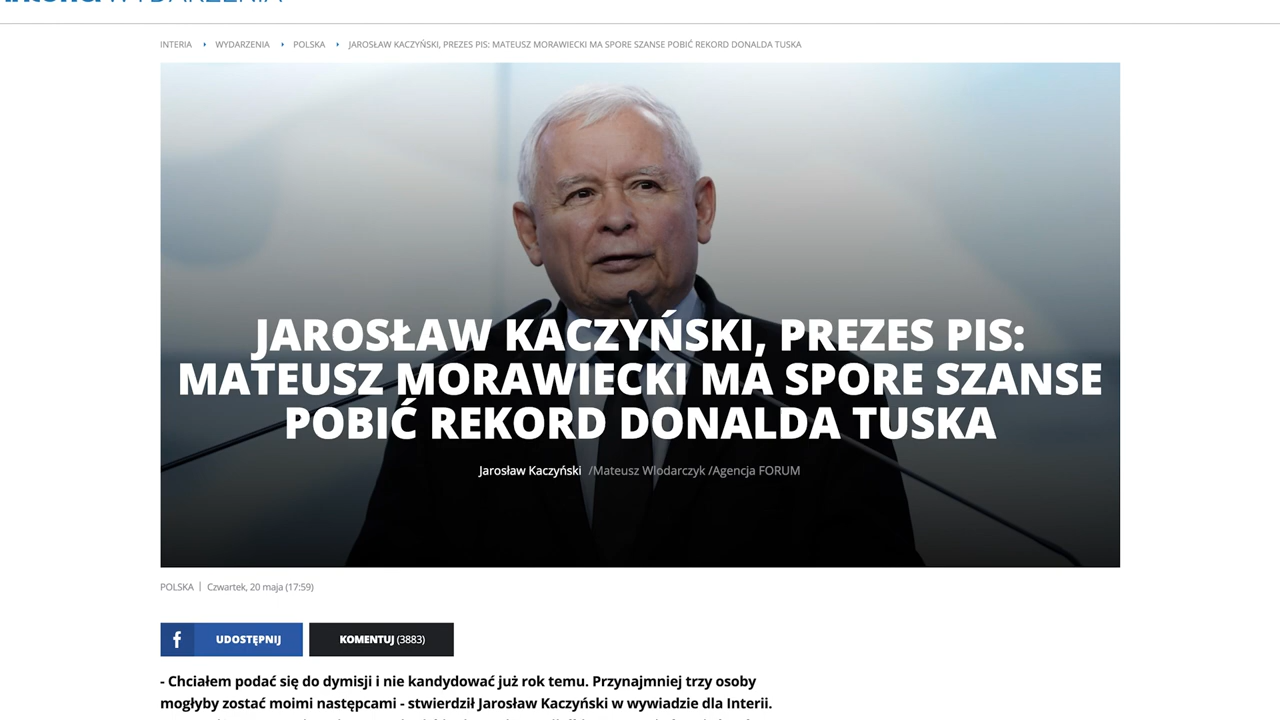 INTERIA WYDARZENIA POLSKA JAROSŁAW KACZYŃSKI, PREZES PIS: MATEUSZ MORAWIECKI MA SPORE SZANSE POBIĆ REKORD DONALDA TUSKA
JAROSŁAW KACZYŃSKI, PREZES PIS:
MATEUSZ MORAWIECKI MA SPORE SZANSE
POBIĆ REKORD DONALDA TUSKA
Jarosław Kaczyński /Mateusz Wlodarczyk /Agencja FORUM
POLSKA | Czwartek, 20 maja (17:59)
UDOSTĘPNIJ KOMENTUJ (3883)
- Chciałem podać się do dymisji i nie kandydować już rok temu. Przynajmniej trzy osoby
mogłyby zostać moimi następcami - stwierdził Jarosław Kaczyński w wywiadzie dla Interii.